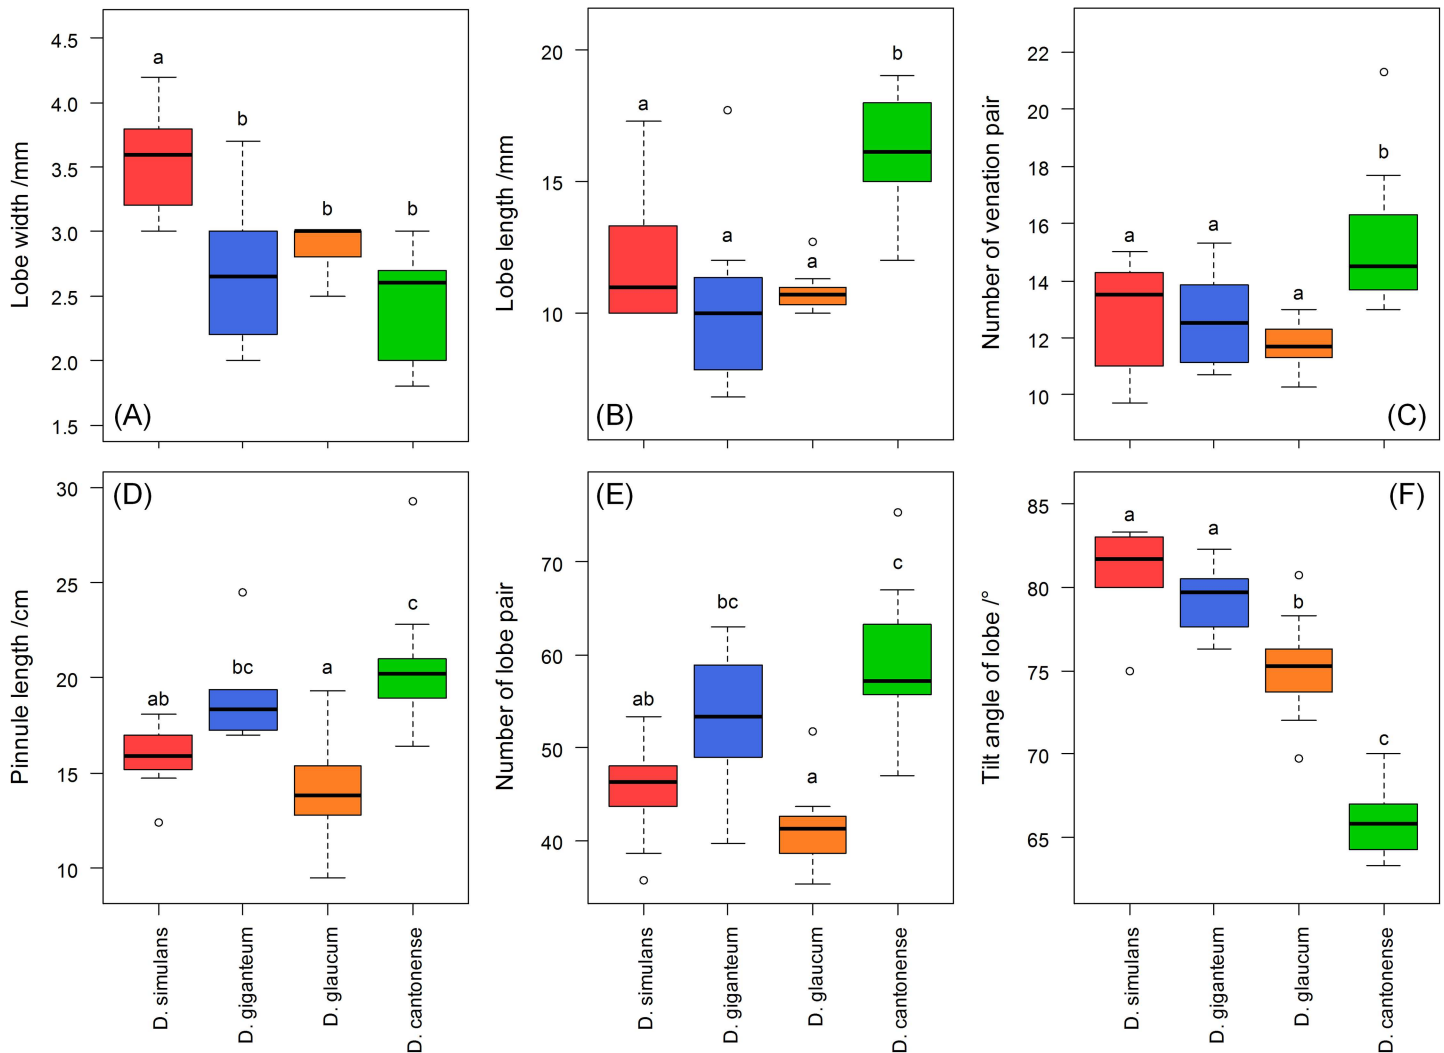 Lobe width /mm
4.5
4.0
3.5
3.0
2.5
2.0
1.5
a
b
b
b
(A)
Lobe length /mm
20
15
10
a
a
a
b
(B)
Number of venation pair
22
20
18
16
14
12
10
a
a
a
b
(C)
Pinnule length /cm
30
25
20
15
10
ab
bc
a
c
(D)
D. simulans
D. giganteum
D. glaucum
D. cantonense
Number of lobe pair
70
60
50
40
ab
bc
a
c
(E)
D. simulans
D. giganteum
D. glaucum
D. cantonense
Tilt angle of lobe /°
85
80
75
70
65
a
a
b
c
(F)
D. simulans
D. giganteum
D. glaucum
D. cantonense